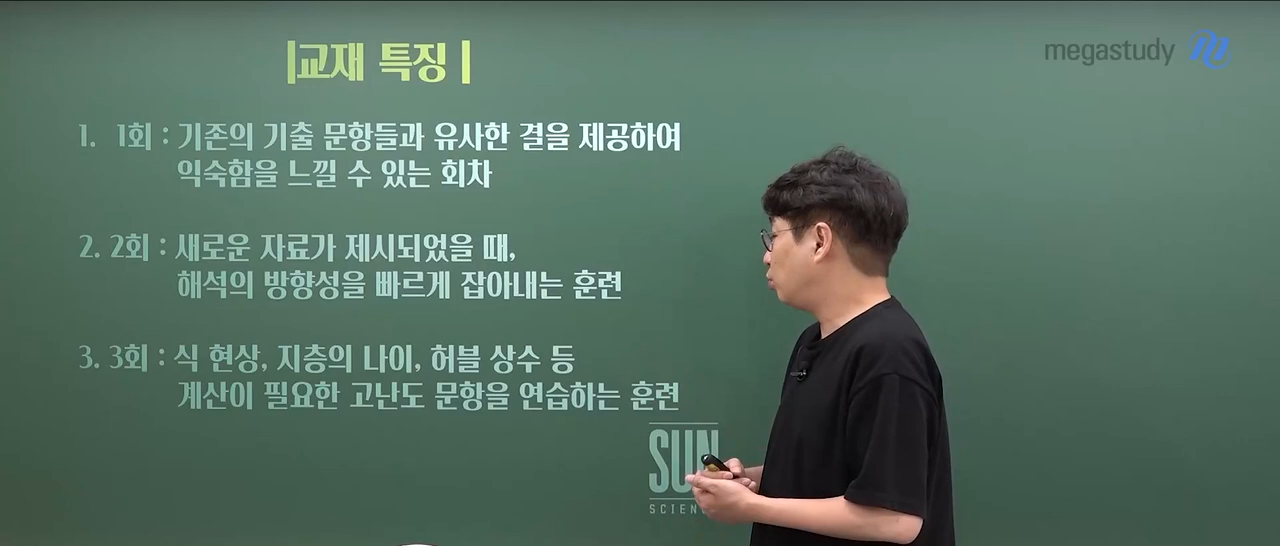 |교재 특징|
megastudy
1. 1회 : 기존의 기출 문항들과 유사한 결을 제공하여
익숙함을 느낄 수 있는 회차
2. 2회 : 새로운 자료가 제시되었을 때,
해석의 방향성을 빠르게 잡아내는 훈련
3. 3회 : 식 현상, 지층의 나이, 허블 상수 등
계산이 필요한 고난도 문항을 연습하는 훈련
SUN